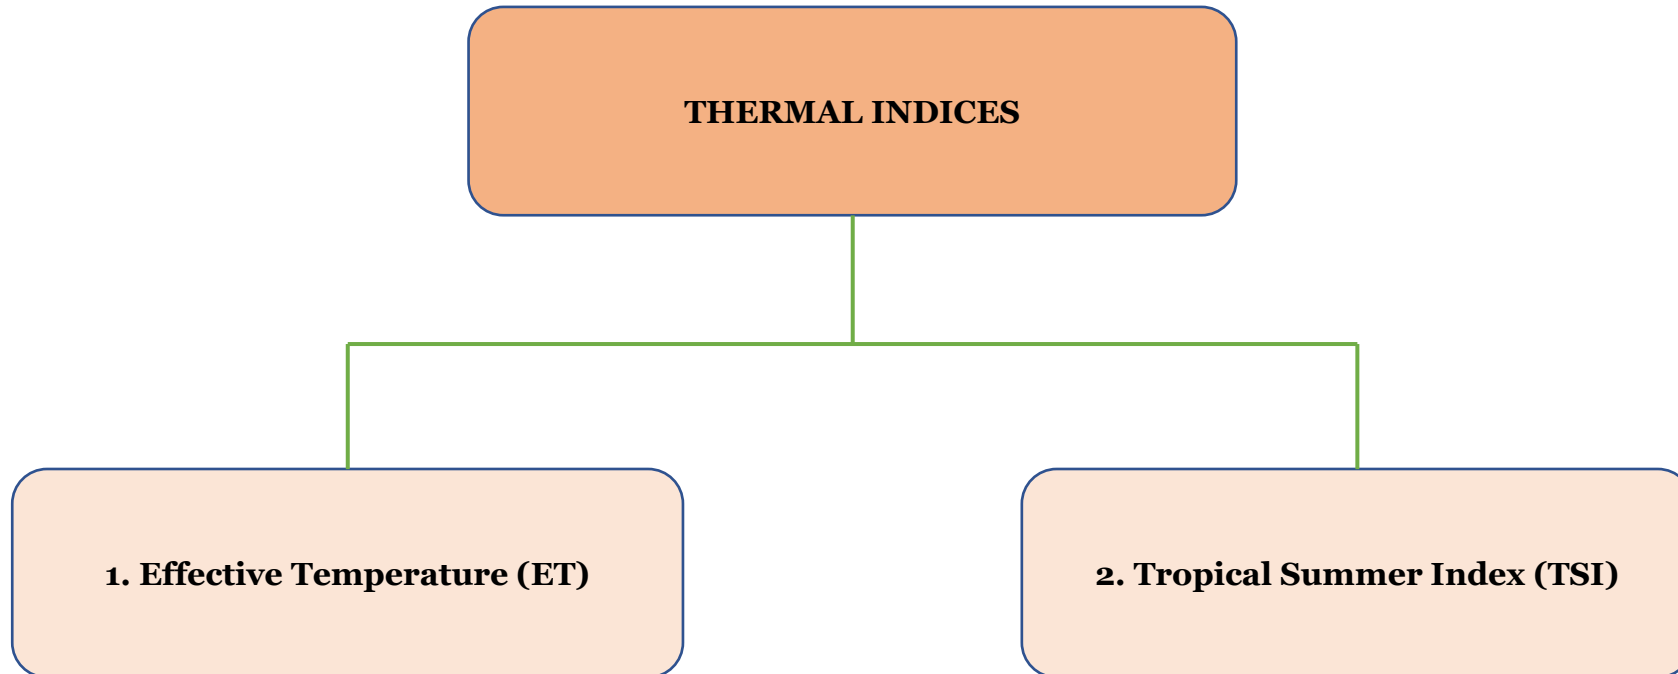 THERMAL INDICES
1. Effective Temperature (ET)
2. Tropical Summer Index (TSI)